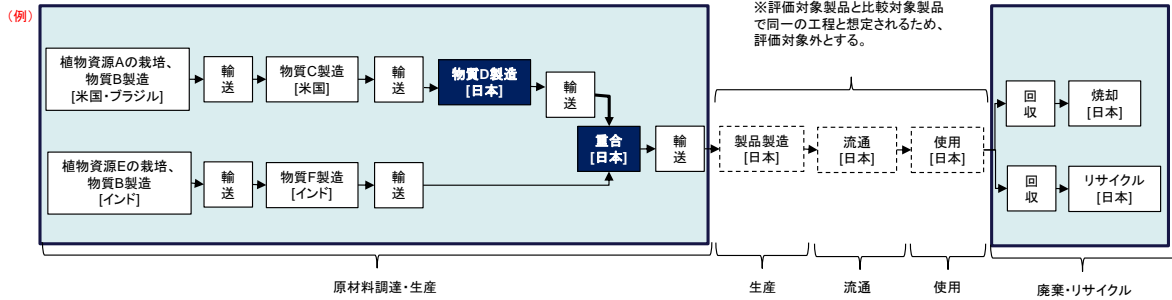 （例）
※評価対象製品と比較対象製品
で同一の工程と想定されるため、
評価対象外とする。
植物資源Aの栽培、
物質B製造
[米国・ブラジル]
輸
送
物質C製造
[米国]
輸
送
物質D製造
[日本]
輸
送
重合
[日本]
輸
送
植物資源Eの栽培、
物質B製造
[インド]
輸
送
物質F製造
[インド]
輸
送
製品製造
[日本]
流通
[日本]
使用
[日本]
回
収
焼却
[日本]
回
収
リサイクル
[日本]
原材料調達・生産
生産
流通
使用
廃棄・リサイクル